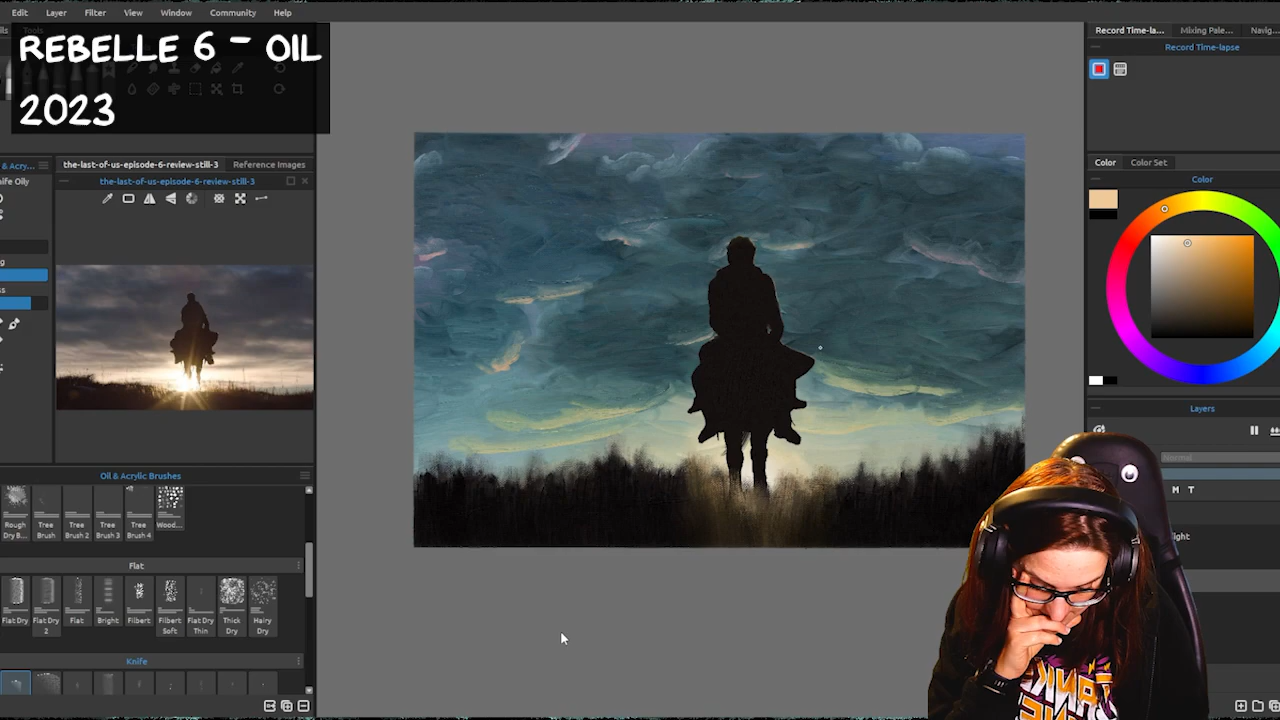 Edit Layer Filter View Window Community Help
REBELLE 6 - OIL
2023
Record Time-la... Mixing Pale... Navig...
Record Time-lapse
& Acry...
the-last-of-us-episode-6-review-still-3 Reference Images
the-last-of-us-episode-6-review-still-3
nife Oily
Color Color Set
Color
Layers
Normal
M T
ight
Oil & Acrylic Brushes
Rough Tree Tree Tree Tree Wood...
Dry B... Brush Brush 2 Brush 3 Brush 4
Flat
Flat Dry Flat Dry Flat Bright Filbert Filbert Flat Dry Thick Hairy
2 Soft Thin Dry Dry
Knife